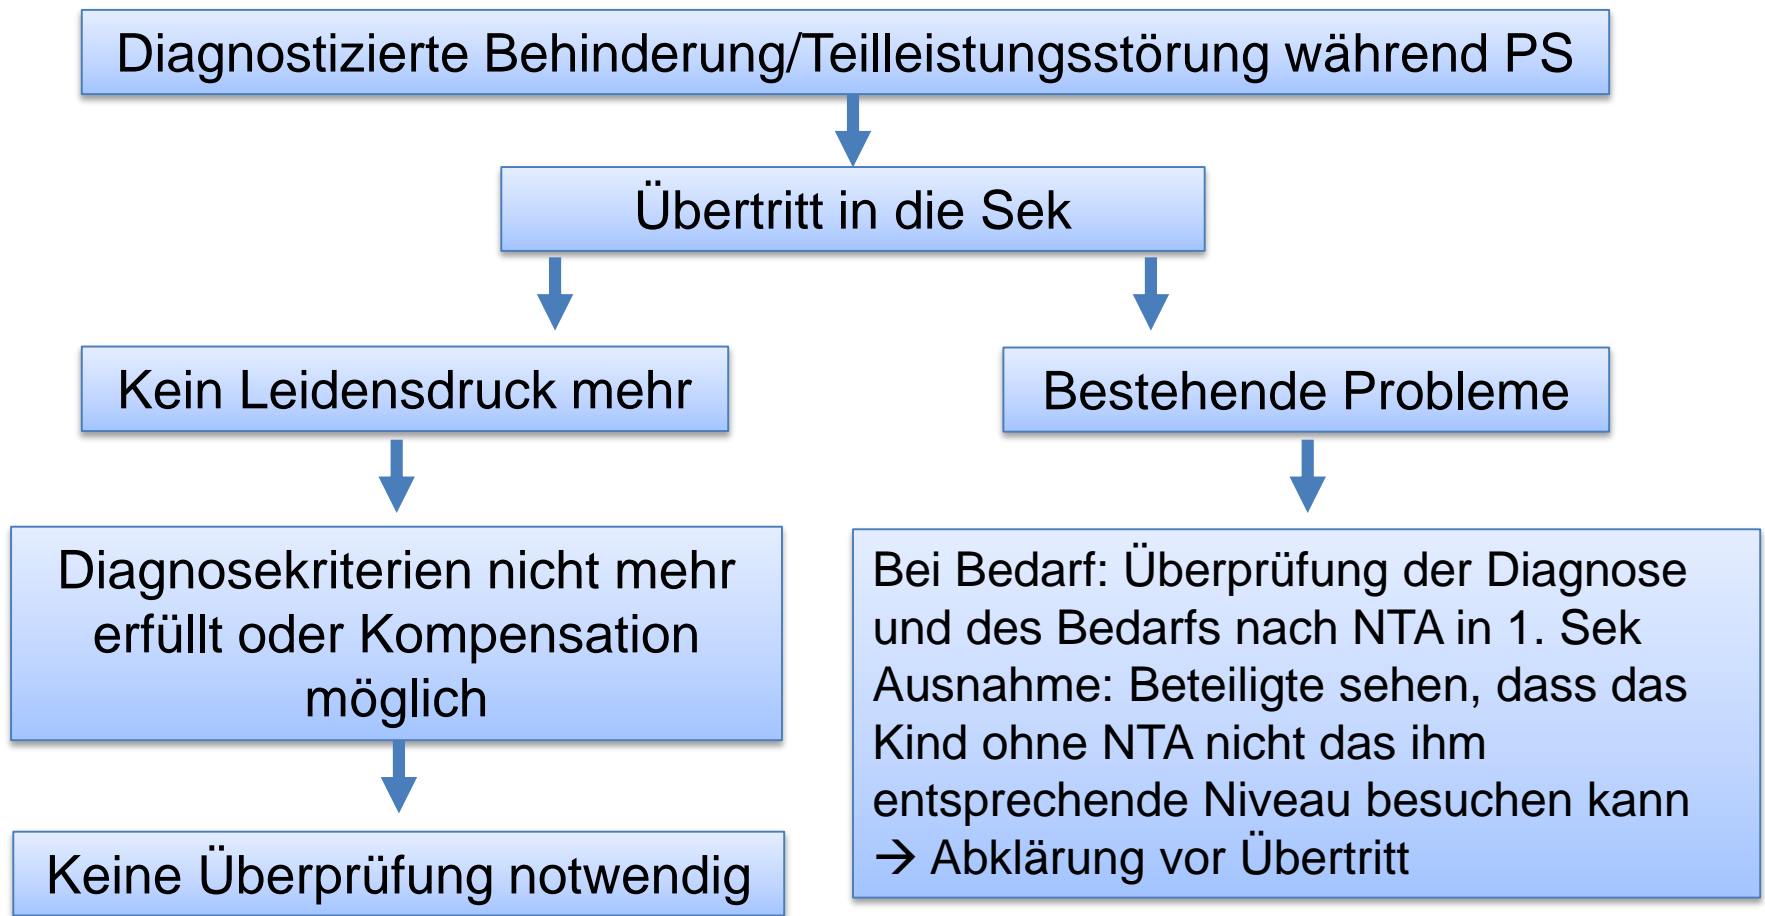 Diagnostizierte Behinderung/Teilleistungsstörung während PS
Übertritt in die Sek
Kein Leidensdruck mehr
Bestehende Probleme
Diagnosekriterien nicht mehr
erfüllt oder Kompensation
möglich
Bei Bedarf: Überprüfung der Diagnose
und des Bedarfs nach NTA in 1. Sek
Ausnahme: Beteiligte sehen, dass das
Kind ohne NTA nicht das ihm
entsprechende Niveau besuchen kann
→ Abklärung vor Übertritt
Keine Überprüfung notwendig